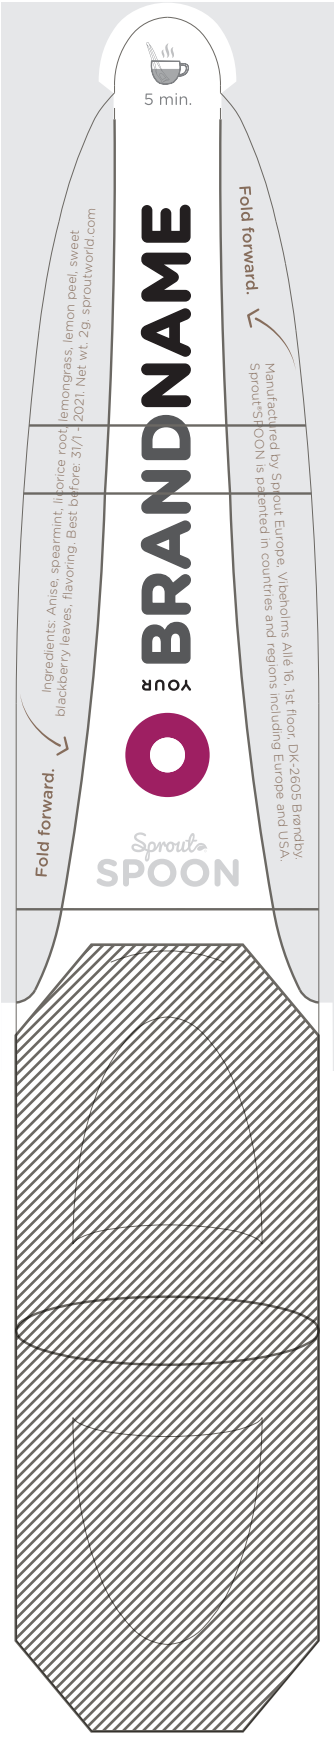 5 min.
Fold forward.
Ingredients: Anise, spearmint, licorice root, lemongrass, lemon peel, sweet
blackberry leaves, flavoring. Best before: 31/1 - 2021. Net wt. 2g. sproutworld.com
Fold forward.
Manufactured by Sprout Europe, Vibeholms Allé 16, 1st floor, DK-2605 Brøndby.
Sprout®SPOON is patented in countries and regions including Europe and USA.
YOUR
BRANDNAME
Sprout
SPOON